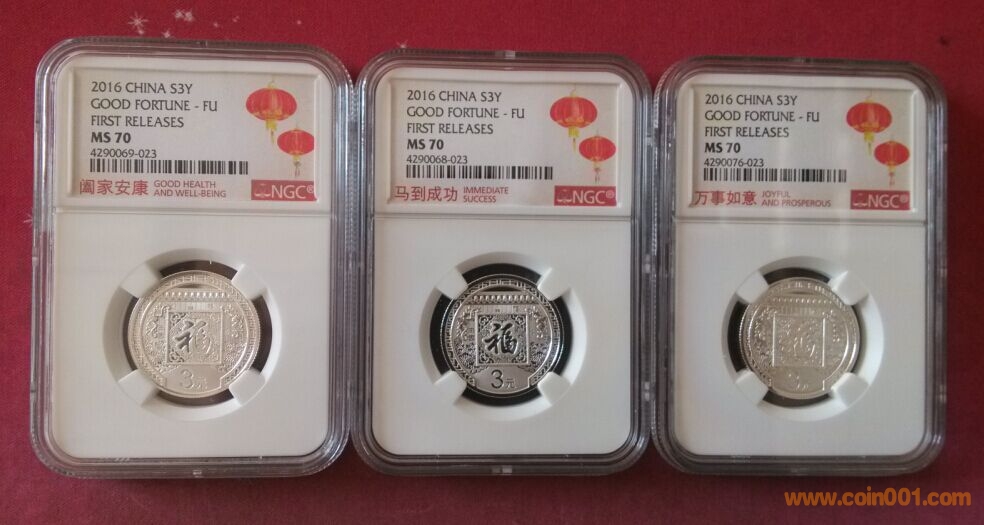 2016 CHINA S3Y
GOOD FORTUNE - FU
FIRST RELEASES
MS 70
4290069-023
阖家安康 GOOD HEALTH
AND WELL-BEING
NGC®
福
3元
2016 CHINA S3Y
GOOD FORTUNE - FU
FIRST RELEASES
MS 70
4290068-023
马到成功 IMMEDIATE
SUCCESS
NGC®
福
3元
2016 CHINA S3Y
GOOD FORTUNE - FU
FIRST RELEASES
MS 70
4290076-023
万事如意 JOYFUL
AND PROSPEROUS
NGC®
福
3元
www.coin001.com